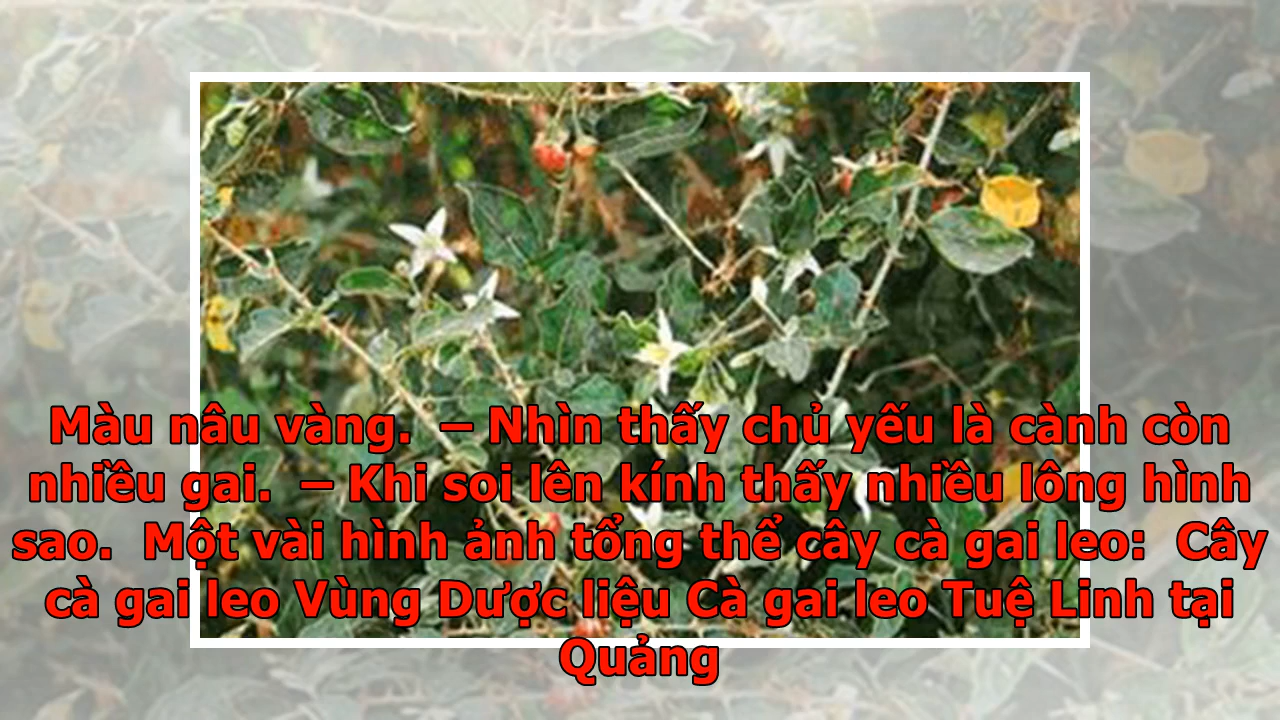 Màu nâu vàng.  – Nhìn thấy chủ yếu là cành còn
nhiều gai.  – Khi soi lên kính thấy nhiều lông hình
sao.  Một vài hình ảnh tổng thể cây cà gai leo:  Cây
cà gai leo Vùng Dược liệu Cà gai leo Tuệ Linh tại
Quảng